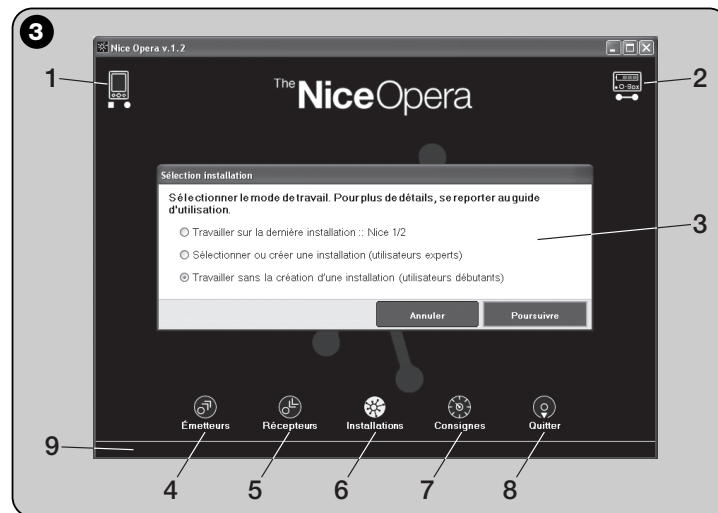 3
Nice Opera v.1.2
1
2
The NiceOpera
O-Box
Sélection installation
Sélectionner le mode de travail. Pour plus de détails, se reporter au guide
d'utilisation.
Travailler sur la dernière installation :: Nice 1/2
3
Sélectionner ou créer une installation (utilisateurs experts)
Travailler sans la création d'une installation (utilisateurs débutants)
Annuler
Poursuivre
Émetteurs
Récepteurs
Installations
Consignes
Quitter
9
4
5
6
7
8